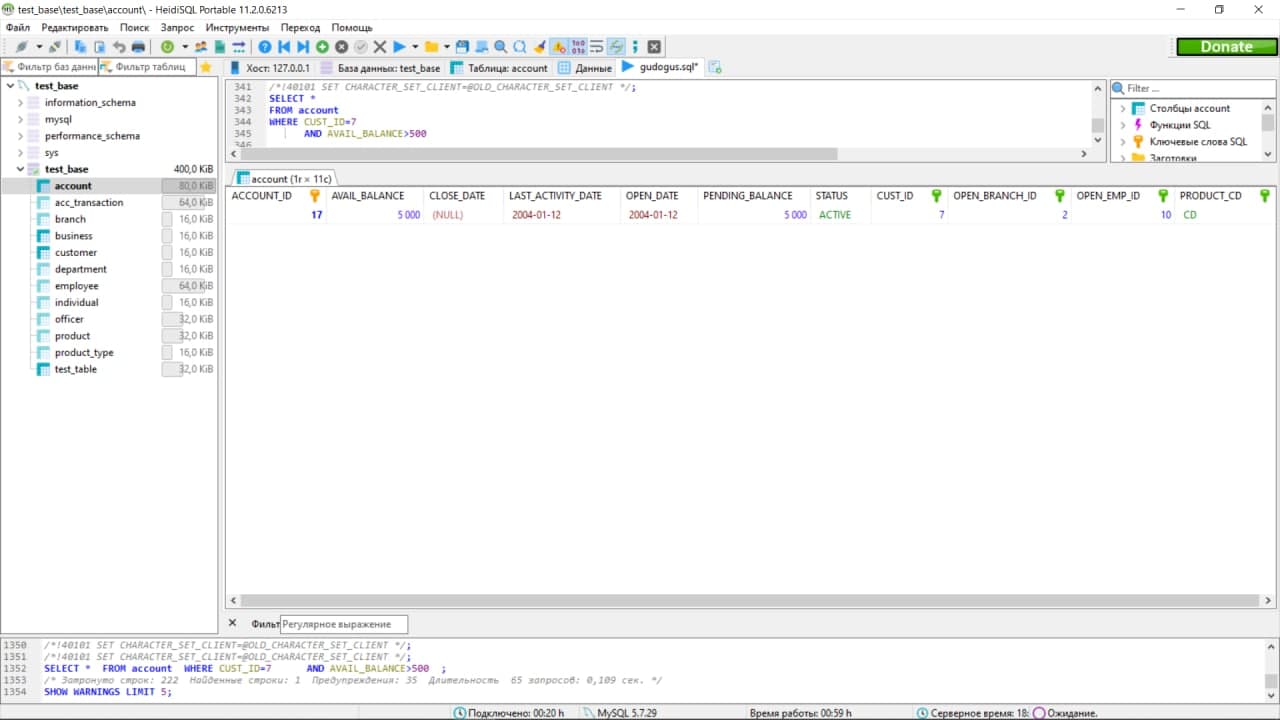 test_base\test_base\account\ - HeidiSQL Portable 11.2.0.6213
Файл Редактировать Поиск Запрос Инструменты Переход Помощь
Donate
Фильтр баз данн Фильтр таблиц
Хост: 127.0.0.1 База данных: test_base Таблица: account Данные gudogus.sql*
test_base
information_schema
mysql
performance_schema
sys
test_base 400,0 KiB
account 80,0 KiB
acc_transaction 64,0 KiB
branch 16,0 KiB
business 16,0 KiB
customer 16,0 KiB
department 16,0 KiB
employee 64,0 KiB
individual 16,0 KiB
officer 32,0 KiB
product 32,0 KiB
product_type 16,0 KiB
test_table 32,0 KiB
341 /*!40101 SET CHARACTER_SET_CLIENT=@OLD_CHARACTER_SET_CLIENT */;
342 SELECT *
343 FROM account
344 WHERE CUST_ID=7
345 AND AVAIL_BALANCE>500
346
Filter ...
Столбцы account
Функции SQL
Ключевые слова SQL
Заготовки
account (1r × 11c)
ACCOUNT_ID AVAIL_BALANCE CLOSE_DATE LAST_ACTIVITY_DATE OPEN_DATE PENDING_BALANCE STATUS CUST_ID OPEN_BRANCH_ID OPEN_EMP_ID PRODUCT_CD
17 5 000 (NULL) 2004-01-12 2004-01-12 5 000 ACTIVE 7 2 10 CD
Фильт Регулярное выражение
1350 /*!40101 SET CHARACTER_SET_CLIENT=@OLD_CHARACTER_SET_CLIENT */;
1351 /*!40101 SET CHARACTER_SET_CLIENT=@OLD_CHARACTER_SET_CLIENT */;
1352 SELECT * FROM account WHERE CUST_ID=7 AND AVAIL_BALANCE>500 ;
1353 /* Затронуто строк: 222 Найденные строки: 1 Предупреждения: 35 Длительность 65 запросов: 0,109 сек. */
1354 SHOW WARNINGS LIMIT 5;
Подключено: 00:20 h MySQL 5.7.29 Время работы: 00:59 h Серверное время: 18: Ожидание.